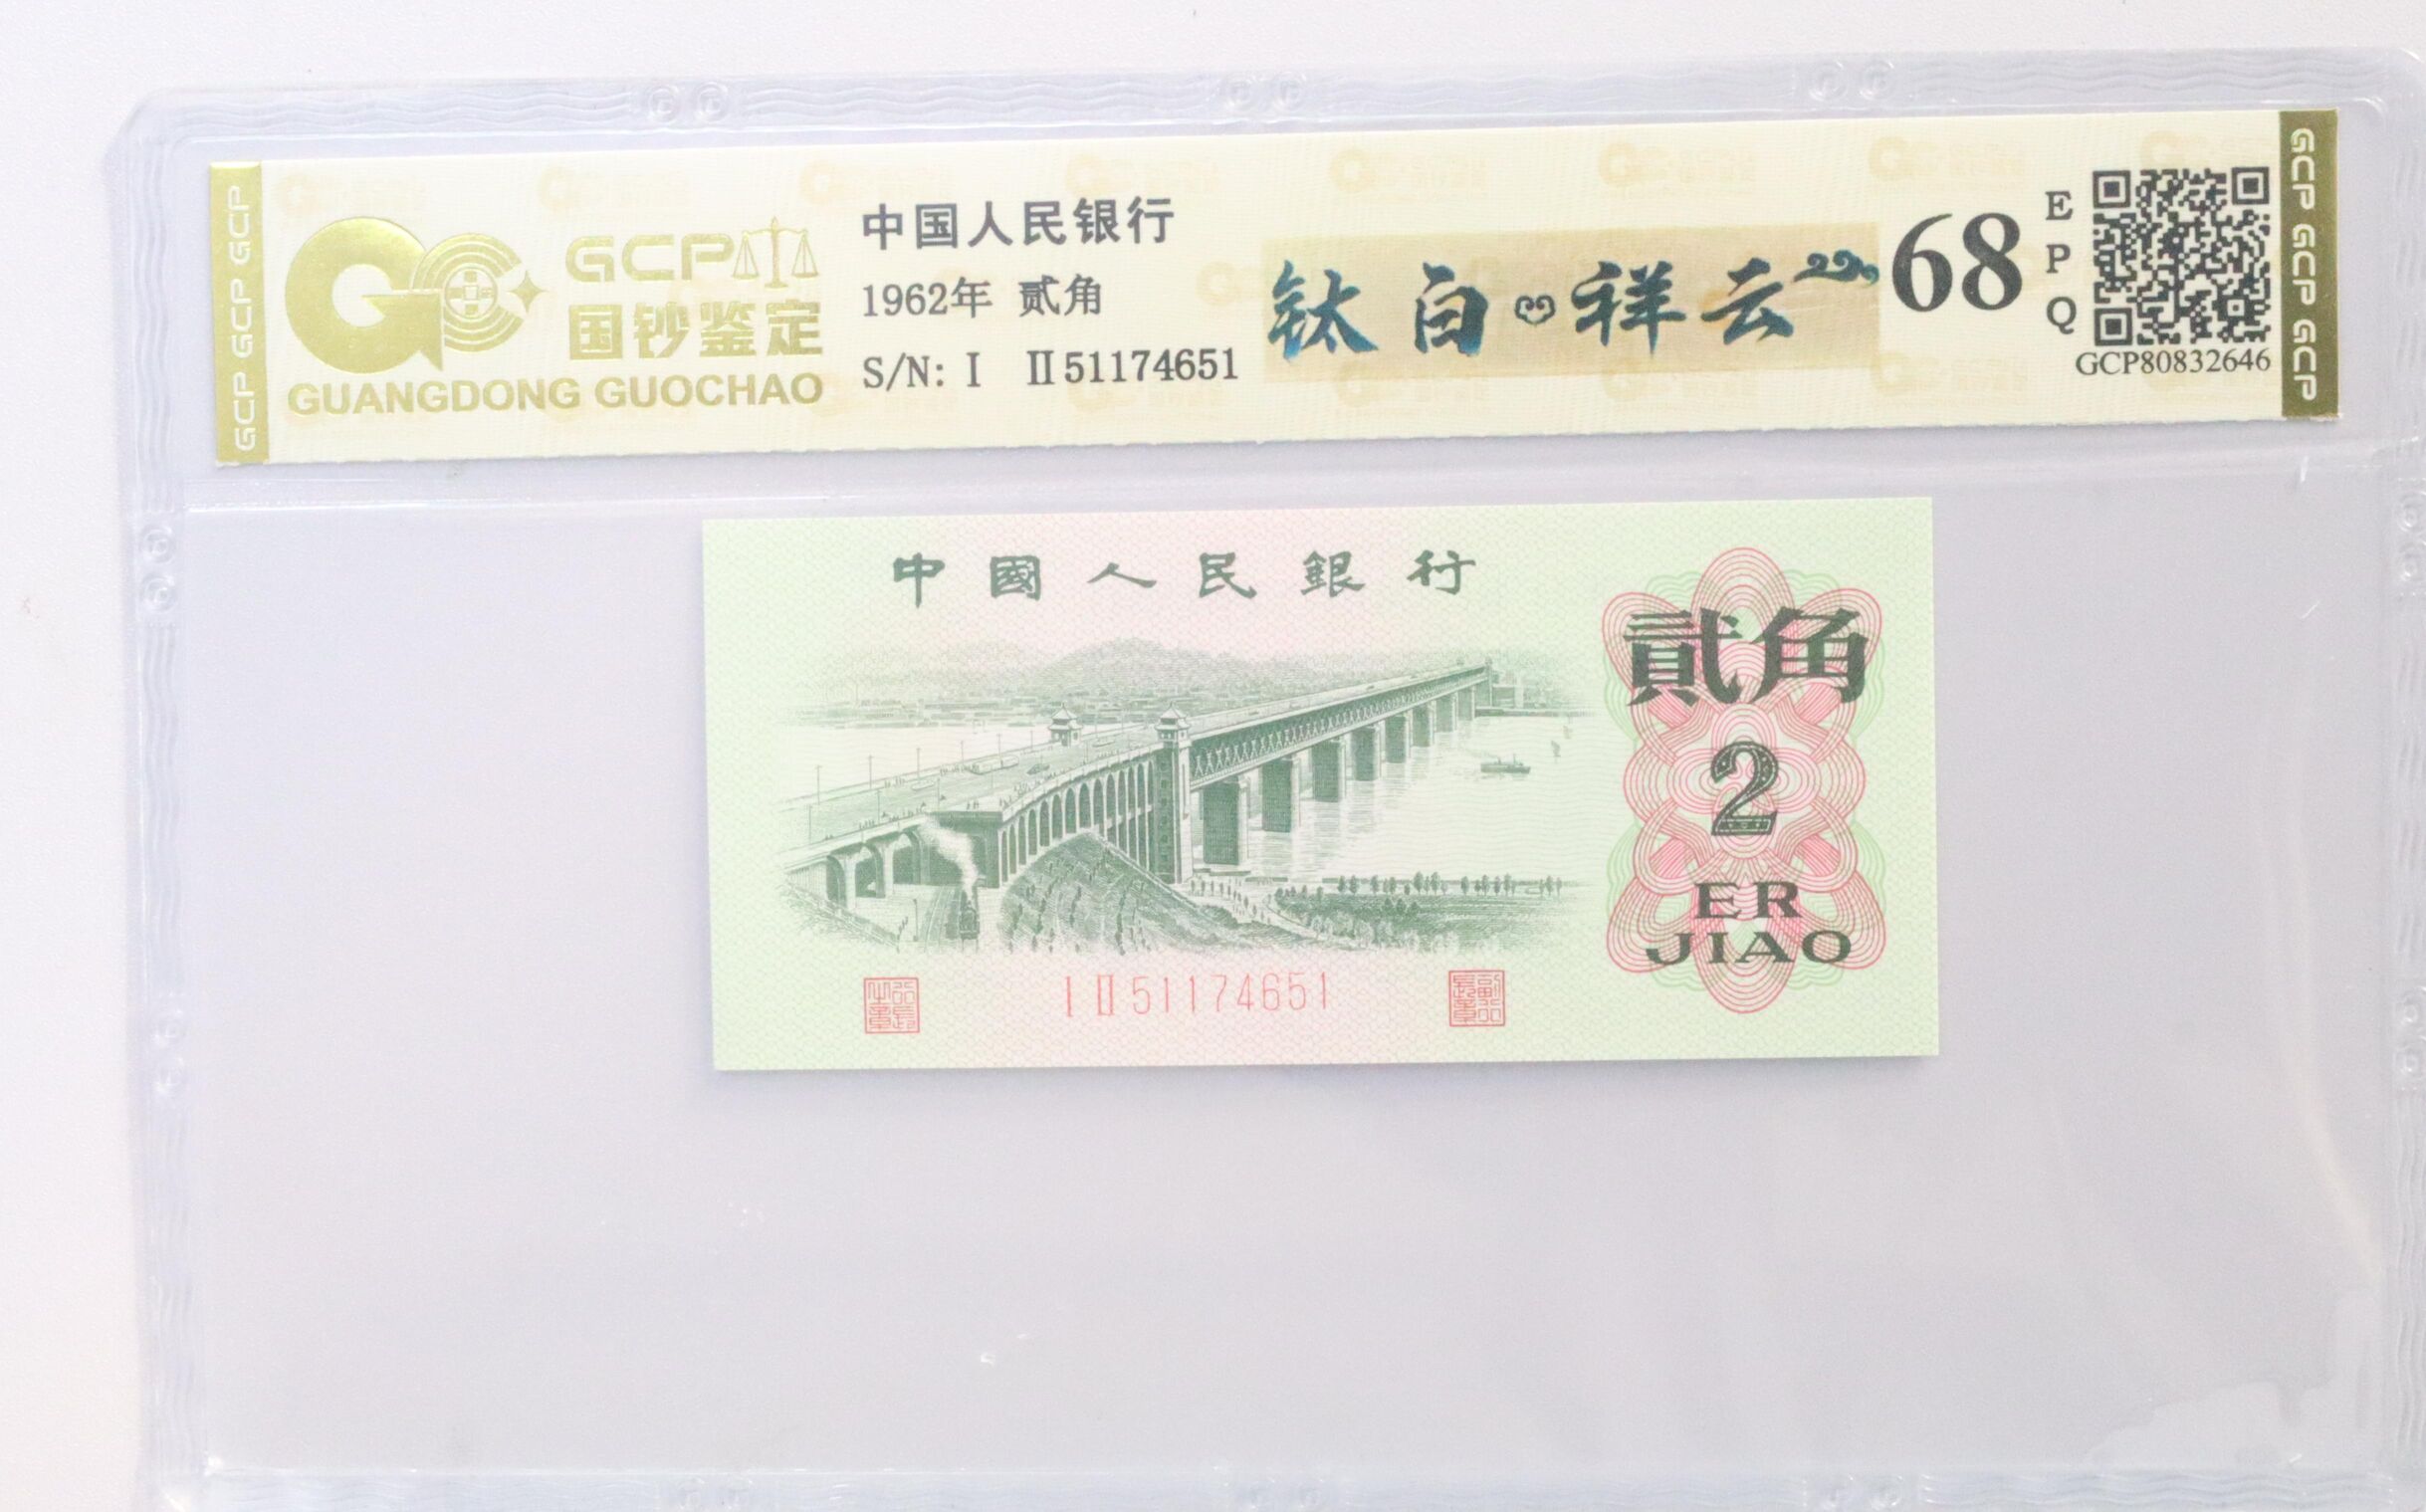 GCP GCP GCP
GCP
国钞鉴定
GUANGDONG GUOCHAO
中国人民银行
1962年 贰角
S/N: I II51174651
钛白祥云
68
EPQ
GCP80832646
GCP GCP GCP
中國人民銀行
貳角
2
ER
JIAO
I II 51174651